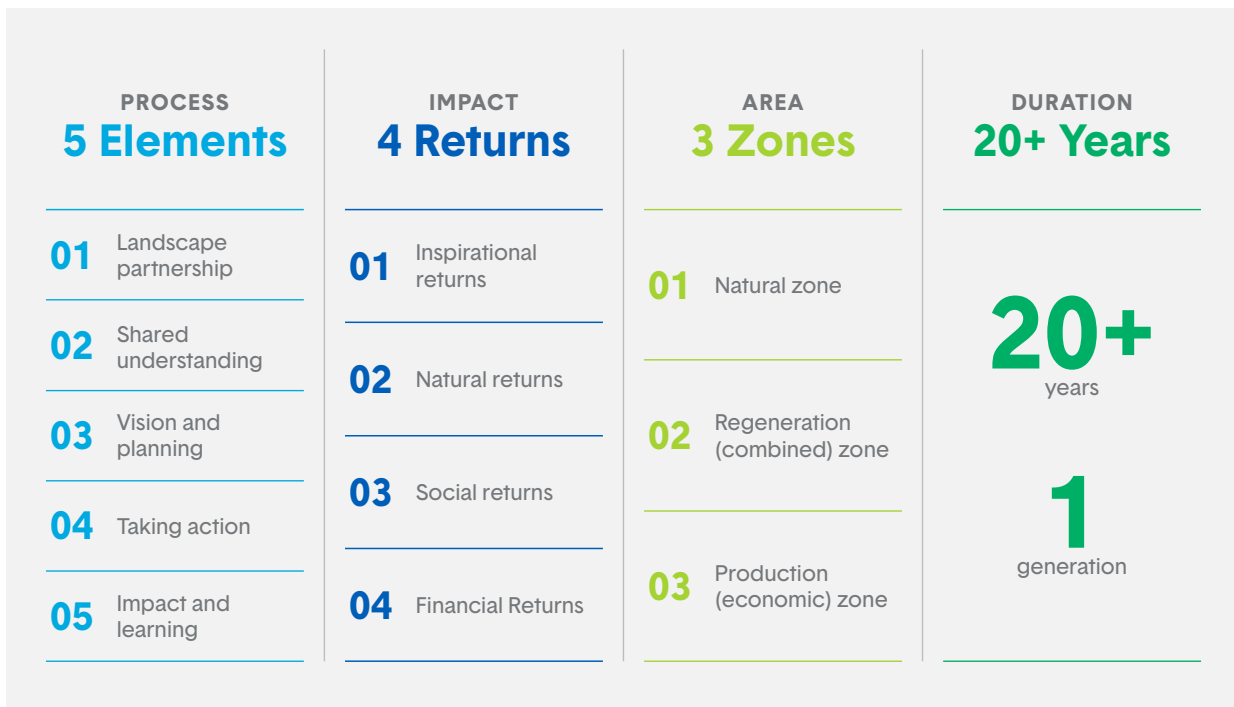 PROCESS
5 Elements
01
Landscape
partnership
02
Shared
understanding
03
Vision and
planning
04
Taking action
05
Impact and
learning
IMPACT
4 Returns
01
Inspirational
returns
02
Natural returns
03
Social returns
04
Financial Returns
AREA
3 Zones
01
Natural zone
02
Regeneration
(combined) zone
03
Production
(economic) zone
DURATION
20+ Years
20+
years
1
generation